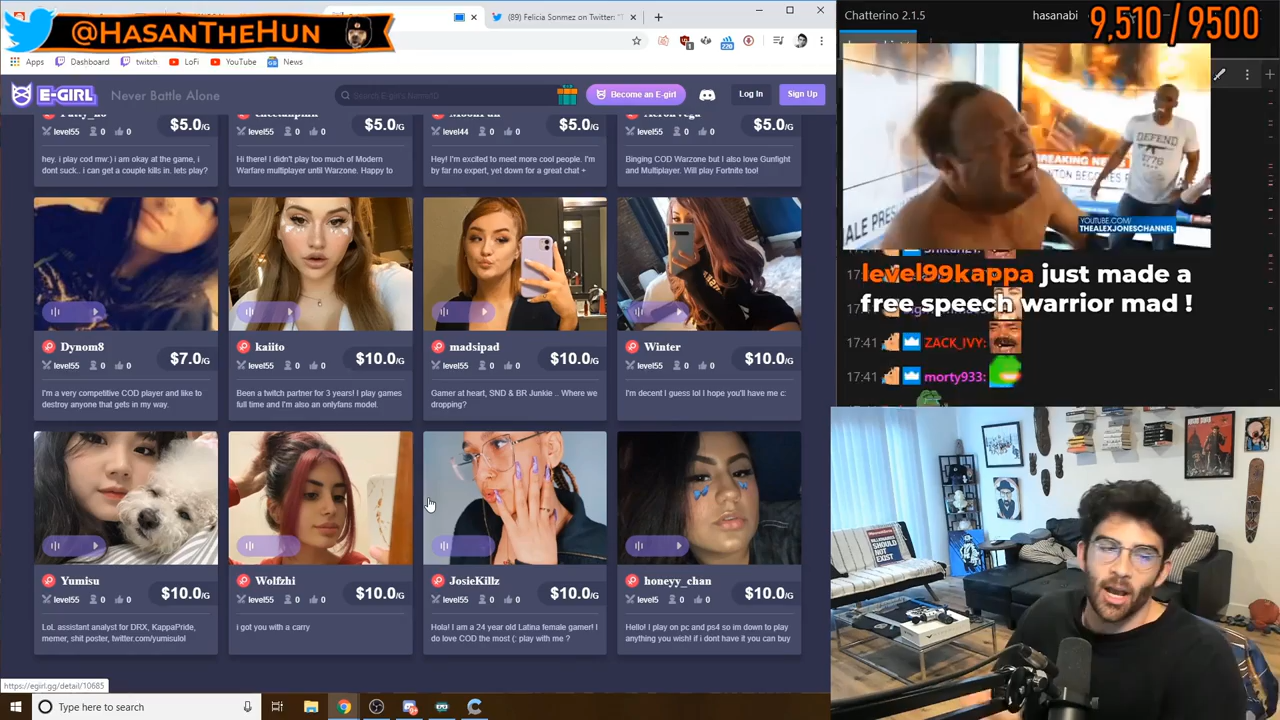 @HasanTheHun
(89) Felicia Sonmez on Twitter: "T
Chatterino 2.1.5
hasanabi
9,510 / 9500
Apps
Dashboard
twitch
LoFi
YouTube
News
E-GIRL
Never Battle Alone
Search E-girl's Name/ID
Become an E-girl
Log In
Sign Up
level55 0 0 $5.0/G
level55 0 0 $5.0/G
level44 0 0 $5.0/G
level55 0 0 $5.0/G
hey. i play cod mw:) i am okay at the game, i
dont suck.. i can get a couple kills in. lets play?
Hi there! I didn't play too much of Modern
Warfare multiplayer until Warzone. Happy to
Hey! I'm excited to meet more cool people. I'm
by far no expert, yet down for a great chat +
Binging COD Warzone but I also love Gunfight
and Multiplayer. Will play Fortnite too!
Dynom8
level55 0 0
$7.0/G
I'm a very competitive COD player and like to
destroy anyone that gets in my way.
kaiito
level55 0 0
$10.0/G
Been a twitch partner for 3 years! I play games
full time and I'm also an onlyfans model.
madsipad
level55 0 0
$10.0/G
Gamer at heart, SND & BR Junkie .. Where we
dropping?
Winter
level55 0 0
$10.0/G
I'm decent I guess lol I hope you'll have me c:
Yumisu
level55 0 0
$10.0/G
LoL assistant analyst for DRX, KappaPride,
memer, shit poster, twitter.com/yumisulol
Wolfzhi
level55 0 0
$10.0/G
i got you with a carry
JosieKillz
level55 0 0
$10.0/G
Hola! I am a 24 year old Latina female gamer! I
do love COD the most (: play with me ?
honeyy_chan
level5 0 0
$10.0/G
Hello! I play on pc and ps4 so im down to play
anything you wish! if i dont have it you can buy
https://egirl.gg/detail/10685
Type here to search
DEFEND
1776
BREAKING NEWS
ALE PRES
YOUTUBE.COM/
THEALEXJONESCHANNEL
level99kappa just made a
free speech warrior mad !
17:41 ZACK_IVY:
17:41 morty933:
BILLIONAIRES
SHOULD
NOT
EXIST